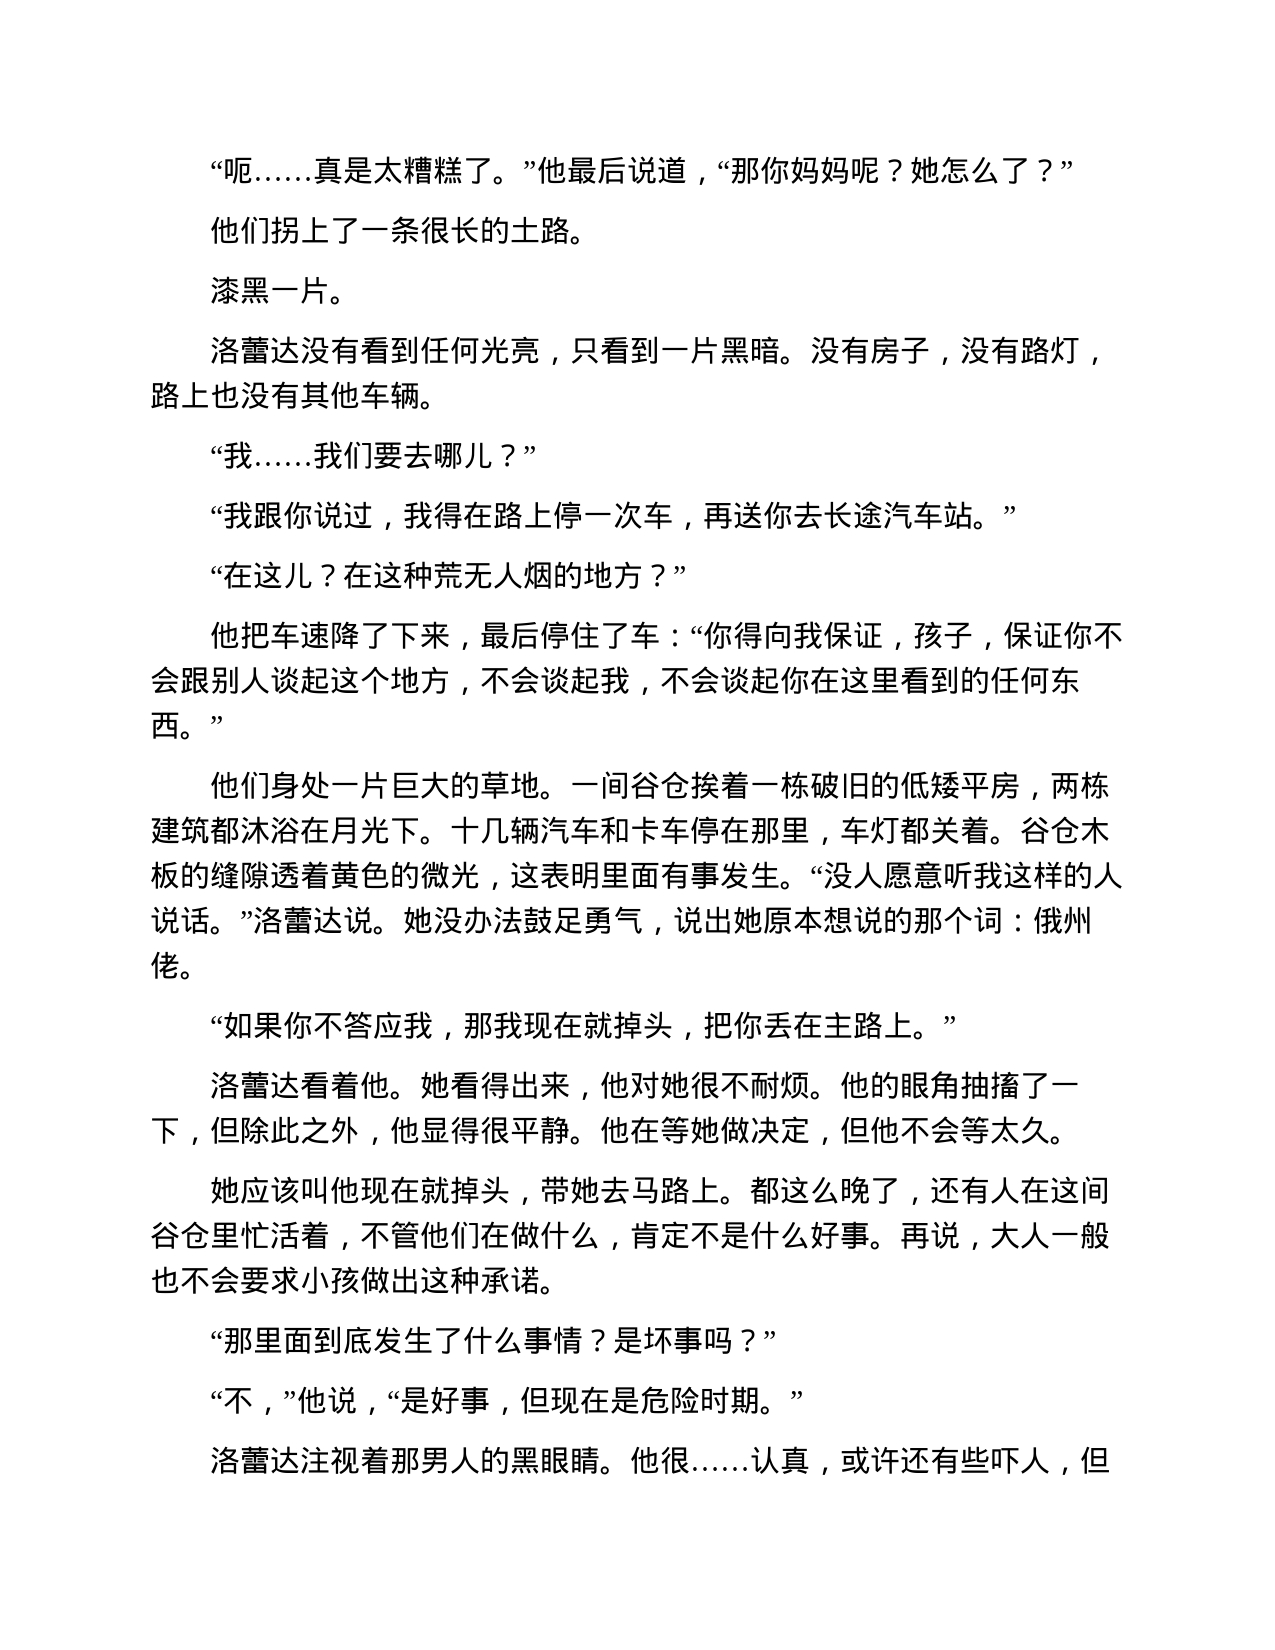 “呃……真是太糟糕了。”他最后说道，“那你妈妈呢？她怎么了？”
他们拐上了一条很长的土路。
漆黑一片。
洛蕾达没有看到任何光亮，只看到一片黑暗。没有房子，没有路灯，
路上也没有其他车辆。
“我……我们要去哪儿？”
“我跟你说过，我得在路上停一次车，再送你去长途汽车站。”
“在这儿？在这种荒无人烟的地方？”
他把车速降了下来，最后停住了车：“你得向我保证，孩子，保证你不
会跟别人谈起这个地方，不会谈起我，不会谈起你在这里看到的任何东
西。”
他们身处一片巨大的草地。一间谷仓挨着一栋破旧的低矮平房，两栋
建筑都沐浴在月光下。十几辆汽车和卡车停在那里，车灯都关着。谷仓木
板的缝隙透着黄色的微光，这表明里面有事发生。“没人愿意听我这样的人
说话。”洛蕾达说。她没办法鼓足勇气，说出她原本想说的那个词：俄州
佬。
“如果你不答应我，那我现在就掉头，把你丢在主路上。”
洛蕾达看着他。她看得出来，他对她很不耐烦。他的眼角抽搐了一
下，但除此之外，他显得很平静。他在等她做决定，但他不会等太久。
她应该叫他现在就掉头，带她去马路上。都这么晚了，还有人在这间
谷仓里忙活着，不管他们在做什么，肯定不是什么好事。再说，大人一般
也不会要求小孩做出这种承诺。
“那里面到底发生了什么事情？是坏事吗？”
“不，”他说，“是好事，但现在是危险时期。”
洛蕾达注视着那男人的黑眼睛。他很……认真，或许还有些吓人，但